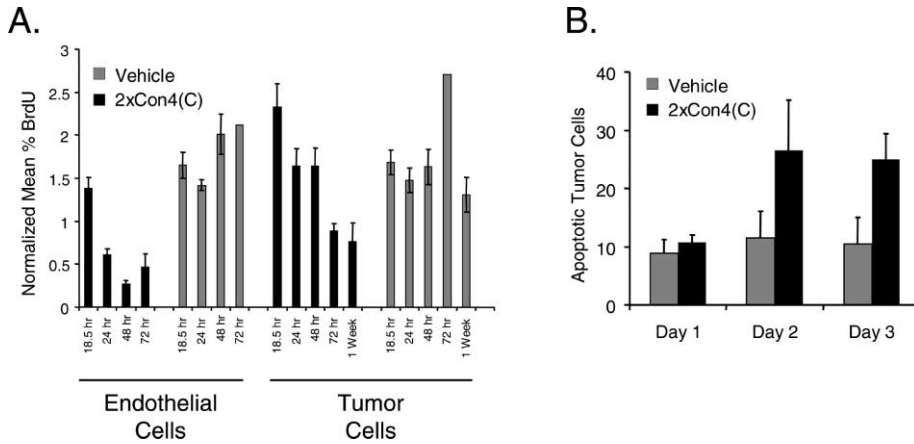 A.
Normalized Mean % BrdU
3
2.5
2
1.5
1
0.5
0
Vehicle
2xCon4(C)
18.5 hr
24 hr
48 hr
72 hr
18.5 hr
24 hr
48 hr
72 hr
18.5 hr
24 hr
48 hr
72 hr
1 Week
18.5 hr
24 hr
48 hr
72 hr
1 Week
Endothelial
Cells
Tumor
Cells
B.
Apoptotic Tumor Cells
40
30
20
10
0
Vehicle
2xCon4(C)
Day 1
Day 2
Day 3